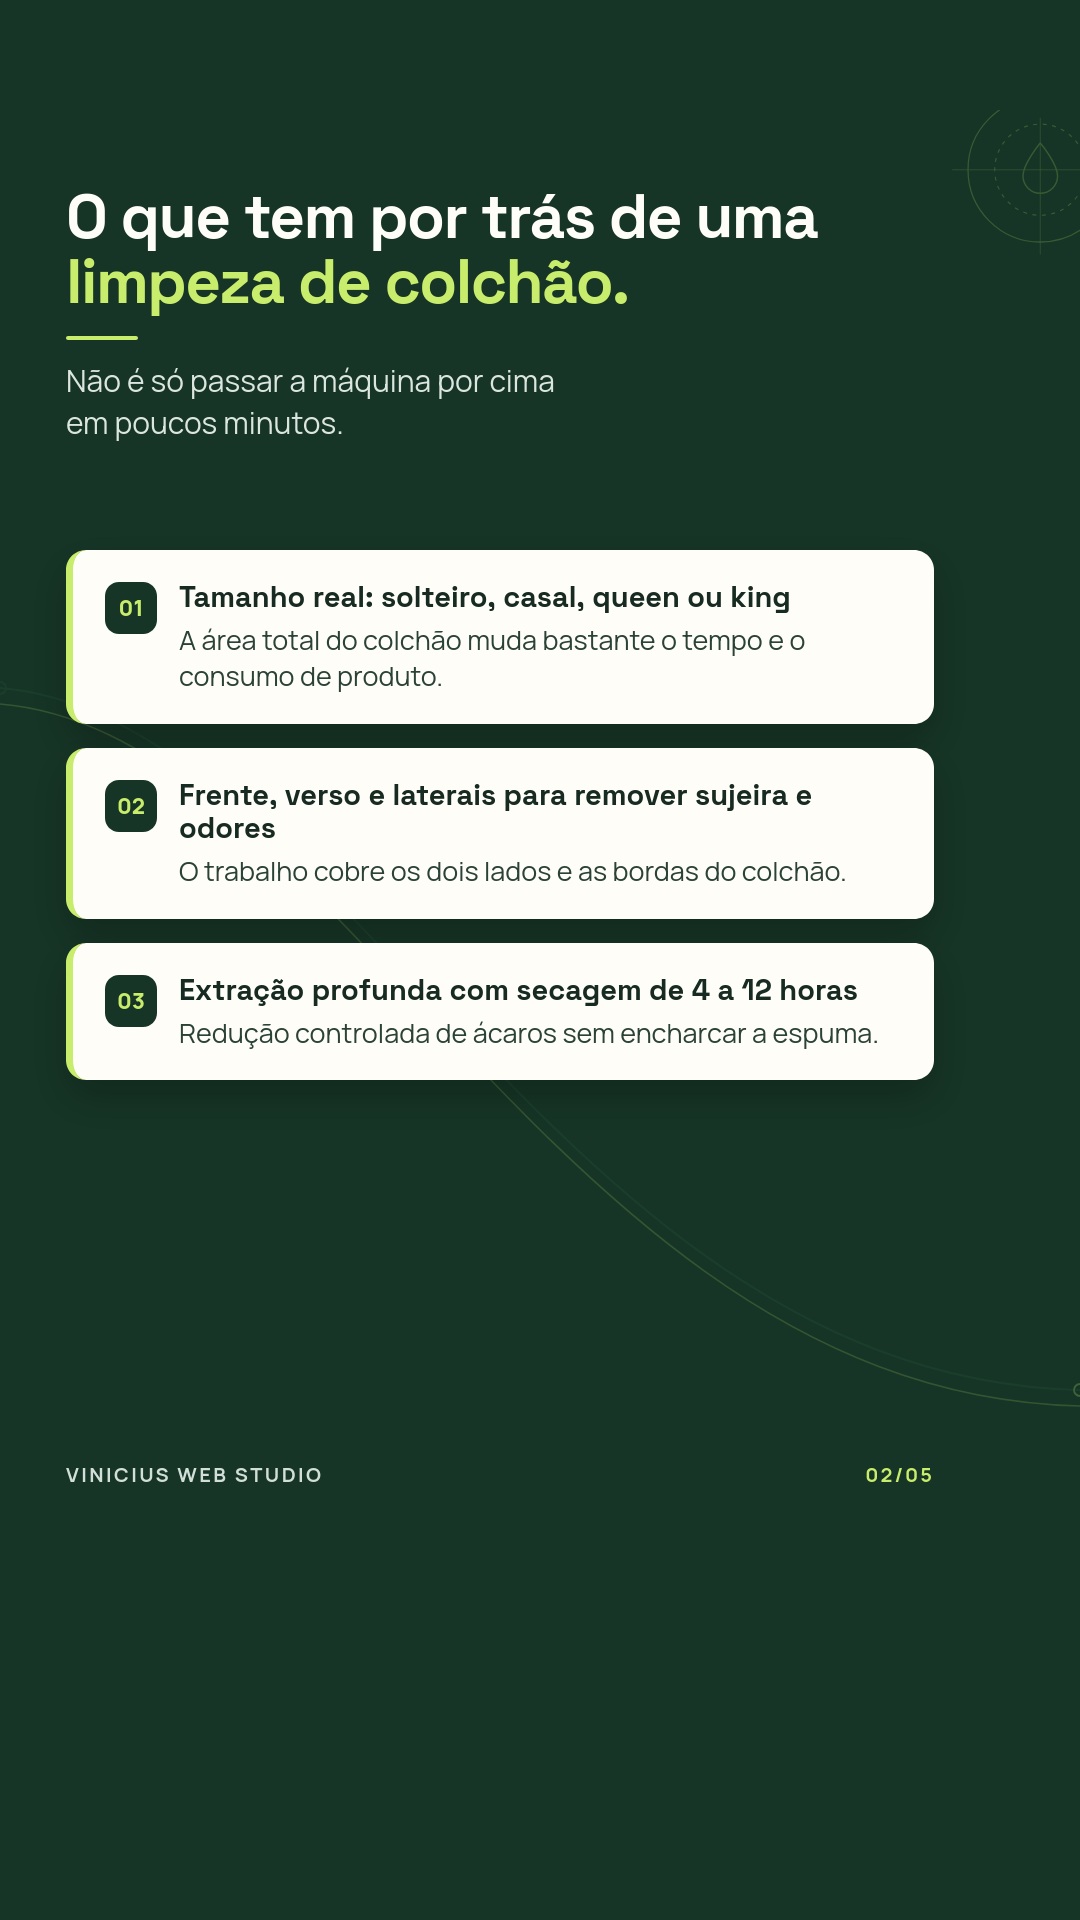 O que tem por trás de uma
limpeza de colchão.
Não é só passar a máquina por cima
em poucos minutos.
01
Tamanho real: solteiro, casal, queen ou king
A área total do colchão muda bastante o tempo e o
consumo de produto.
02
Frente, verso e laterais para remover sujeira e
odores
O trabalho cobre os dois lados e as bordas do colchão.
03
Extração profunda com secagem de 4 a 12 horas
Redução controlada de ácaros sem encharcar a espuma.
VINICIUS WEB STUDIO
02/05